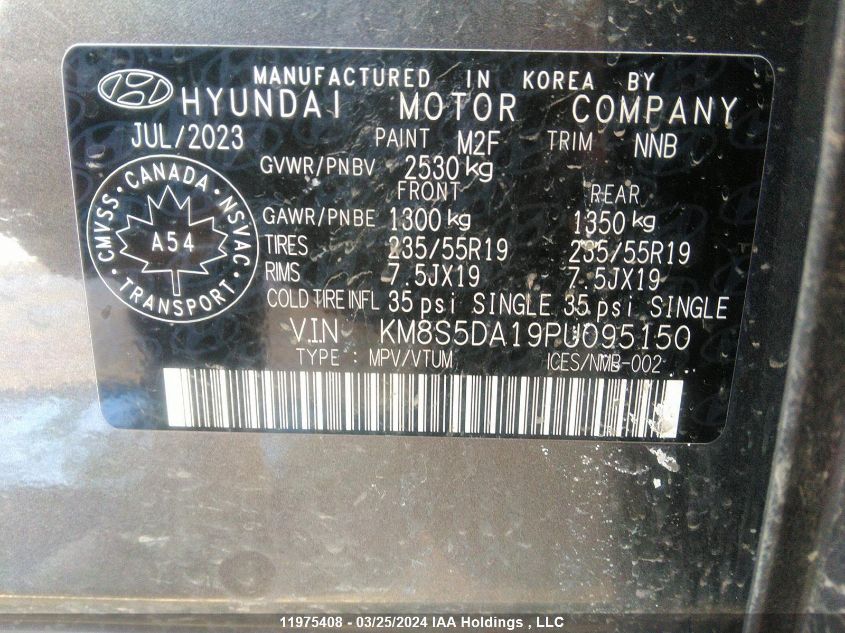 MANUFACTURED IN KOREA BY
HYUNDAI MOTOR COMPANY
JUL/2023 PAINT M2F TRIM NNB
GVWR/PNBV 2530 kg
FRONT REAR
GAWR/PNBE 1300 kg 1350 kg
TIRES 235/55R19 235/55R19
RIMS 7.5JX19 7.5JX19
COLD TIRE INFL 35 psi SINGLE 35 psi SINGLE
VIN KM8S5DA19PU095150
TYPE : MPV/VTUM ICES/NMB-002
CMVSS · CANADA · NSVAC · TRANSPORT ·
A54
11975408 - 03/25/2024 IAA Holdings , LLC